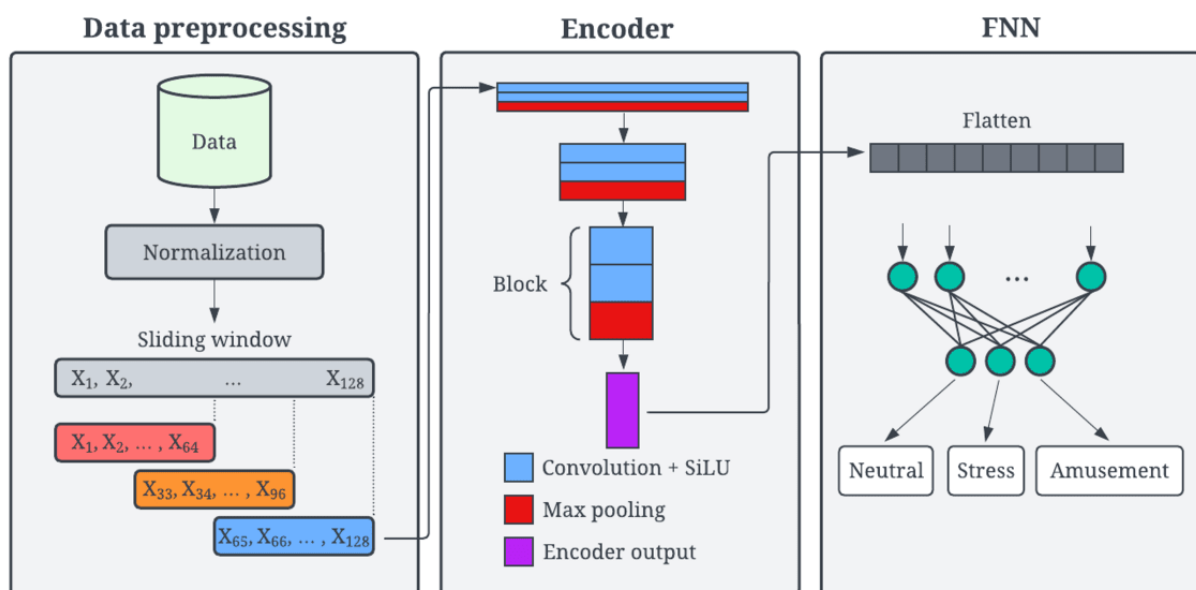 Data preprocessing
Data
Normalization
Sliding window
X₁, X₂, ... X₁₂₈
X₁, X₂, ... , X₆₄
X₃₃, X₃₄, ... , X₉₆
X₆₅, X₆₆, ... , X₁₂₈
Encoder
Block
Convolution + SiLU
Max pooling
Encoder output
FNN
Flatten
...
Neutral Stress Amusement